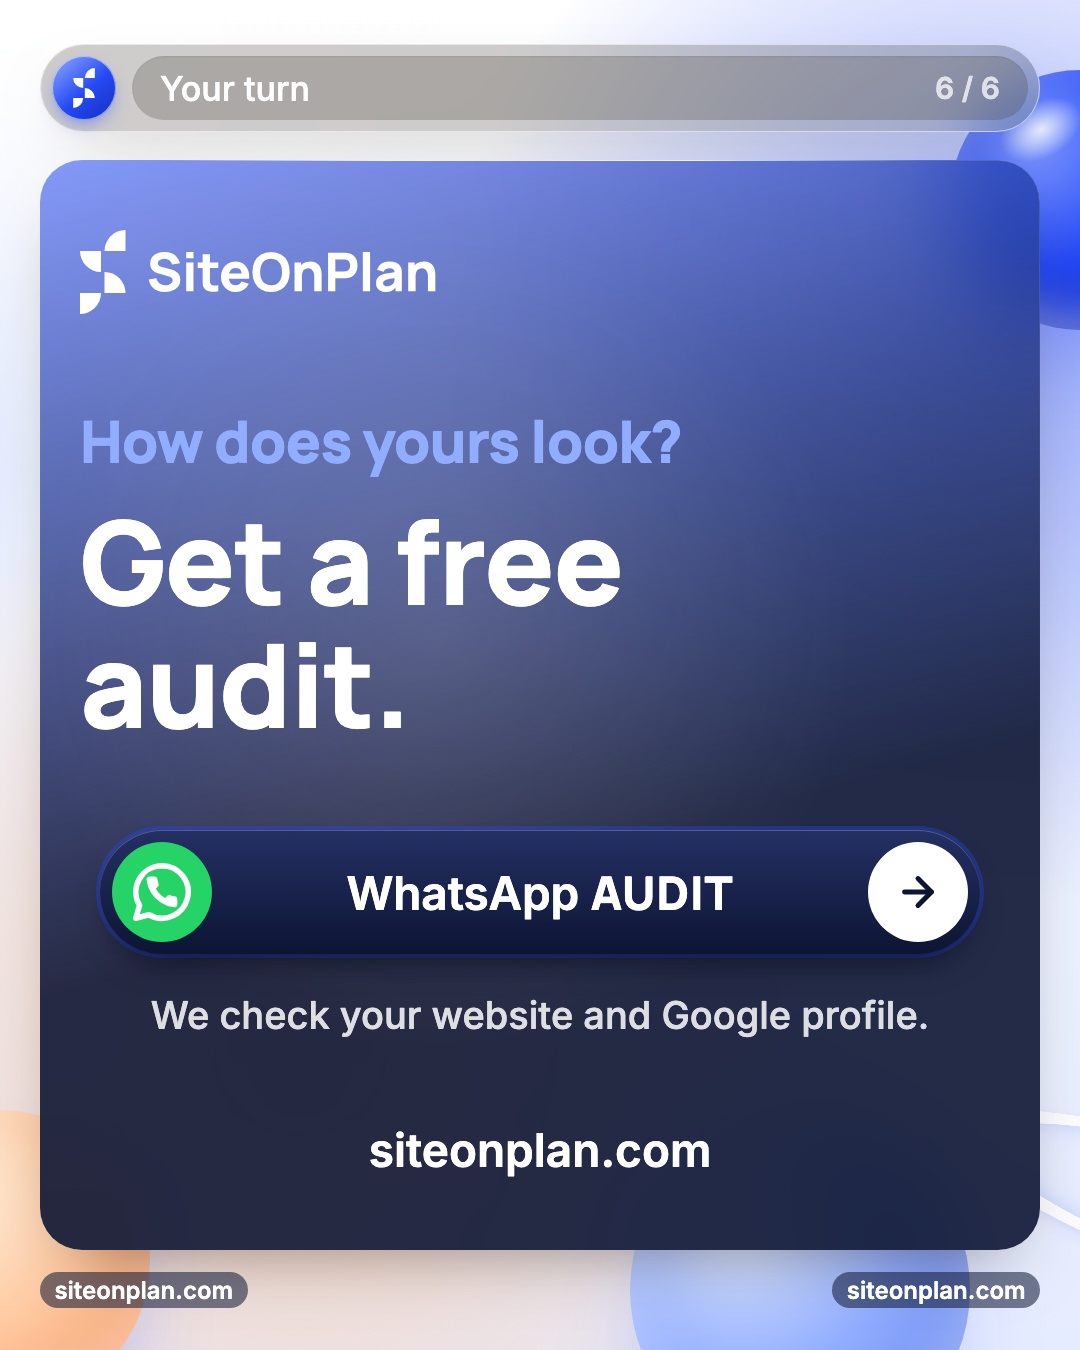 Your turn
6 / 6
SiteOnPlan
How does yours look?
Get a free
audit.
WhatsApp AUDIT
We check your website and Google profile.
siteonplan.com
siteonplan.com
siteonplan.com